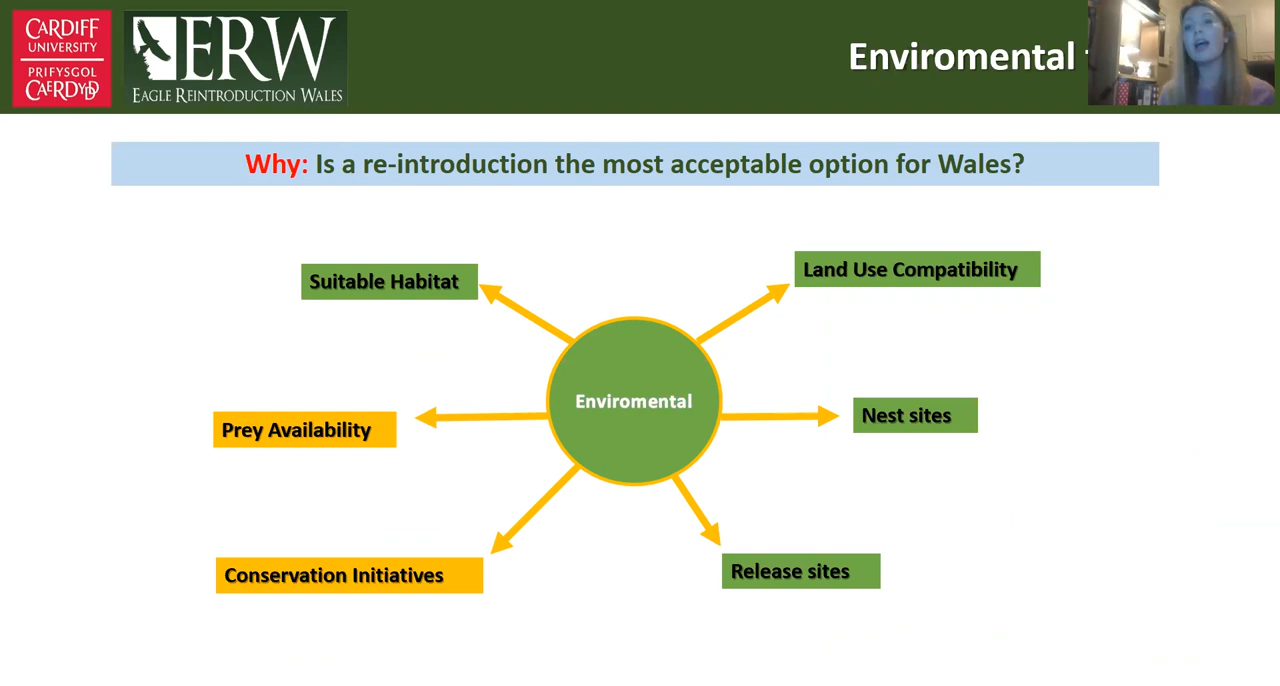 CARDIFF
UNIVERSITY
PRIFYSGOL
CAERDYDD
ERW
EAGLE REINTRODUCTION WALES
Enviromental
Why: Is a re-introduction the most acceptable option for Wales?
Suitable Habitat
Land Use Compatibility
Enviromental
Prey Availability
Nest sites
Conservation Initiatives
Release sites